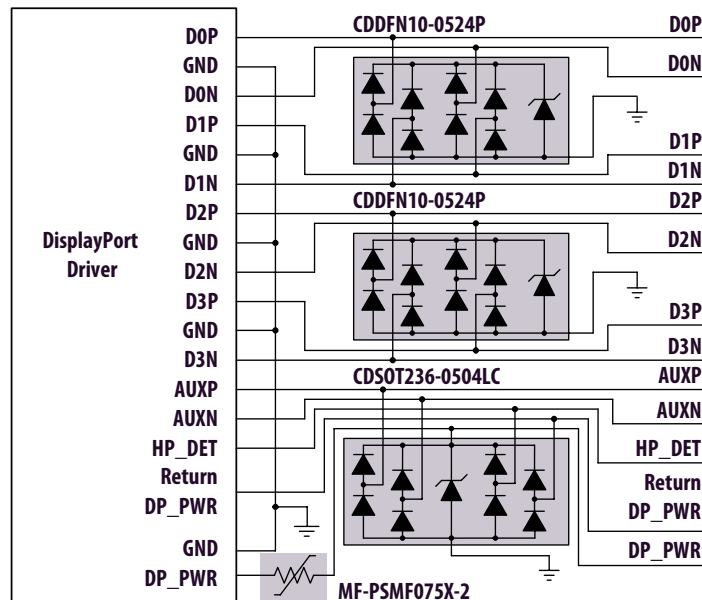 CDDFN10-0524P
D0P
D0P
GND
D0N
D0N
D1P
D1P
GND
D1N
D1N
CDDFN10-0524P
D2P
D2P
DisplayPort
Driver
GND
D2N
D2N
D3P
D3P
GND
D3N
D3N
CDSOT236-0504LC
AUXP
AUXP
AUXN
AUXN
HP_DET
HP_DET
Return
Return
DP_PWR
DP_PWR
GND
DP_PWR
DP_PWR
MF-PSMF075X-2